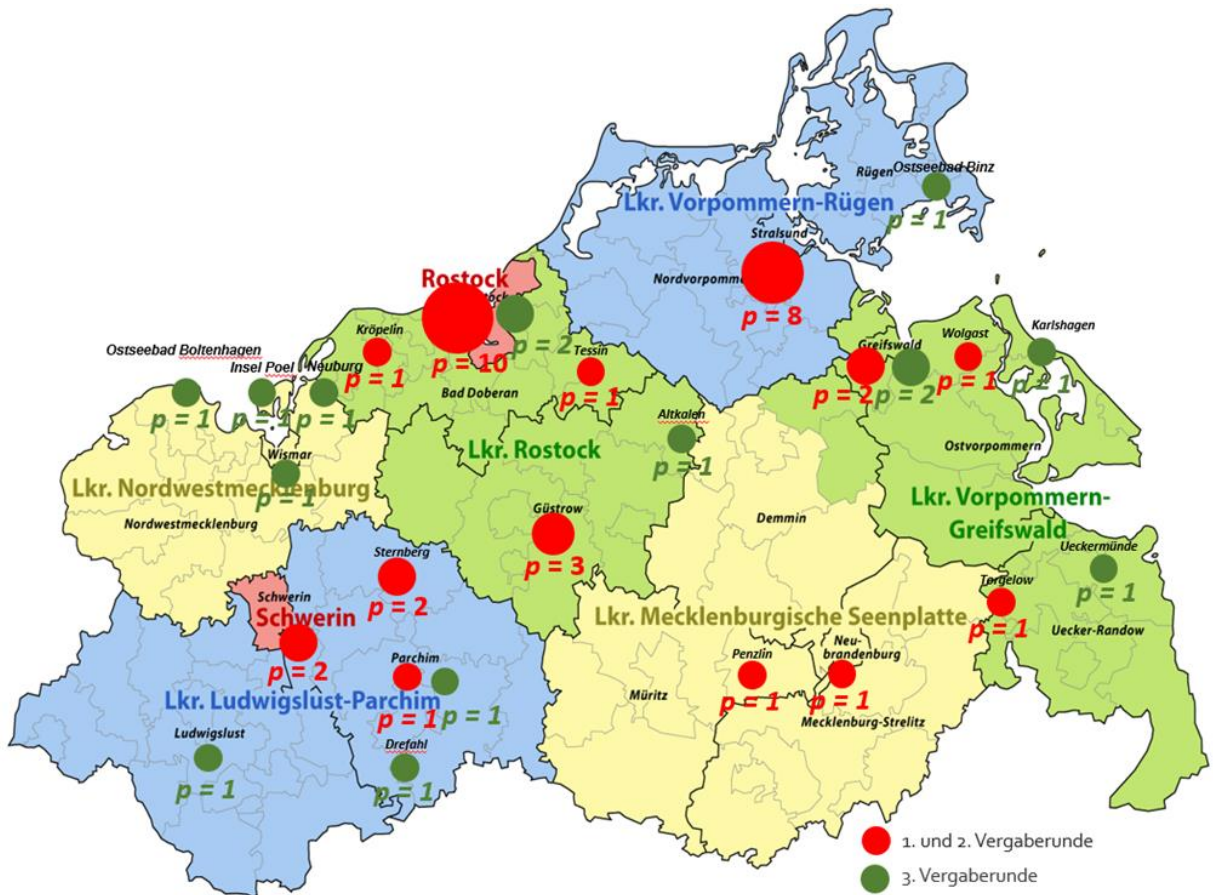 Ostseebad Binz
Rügen
p = 1
Lkr. Vorpommern-Rügen
Stralsund
Nordvorpomme
p = 8
Rostock
p = 10
p = 2
Kröpelin
p = 1
Tessin
p = 1
Bad Doberan
Ostseebad Boltenhagen
p = 1
Insel Poel
p = 1
Neuburg
p = 1
Greifswald
p = 2
p = 2
Wolgast
p = 1
Karlshagen
p = 1
Altkalen
p = 1
Ostvorpommern
Lkr. Rostock
Wismar
p = 1
Lkr. Nordwestmecklenburg
Nordwestmecklenburg
Lkr. Vorpommern-
Greifswald
Demmin
Güstrow
p = 3
Sternberg
p = 2
Ueckermünde
p = 1
Torgelow
p = 1
Uecker-Randow
Schwerin
Schwerin
p = 2
Lkr. Mecklenburgische Seenplatte
Penzlin
p = 1
Neu-
brandenburg
p = 1
Müritz
Mecklenburg-Strelitz
Parchim
p = 1
p = 1
Lkr. Ludwigslust-Parchim
Ludwigslust
p = 1
Drefahl
p = 1
1. und 2. Vergaberunde
3. Vergaberunde